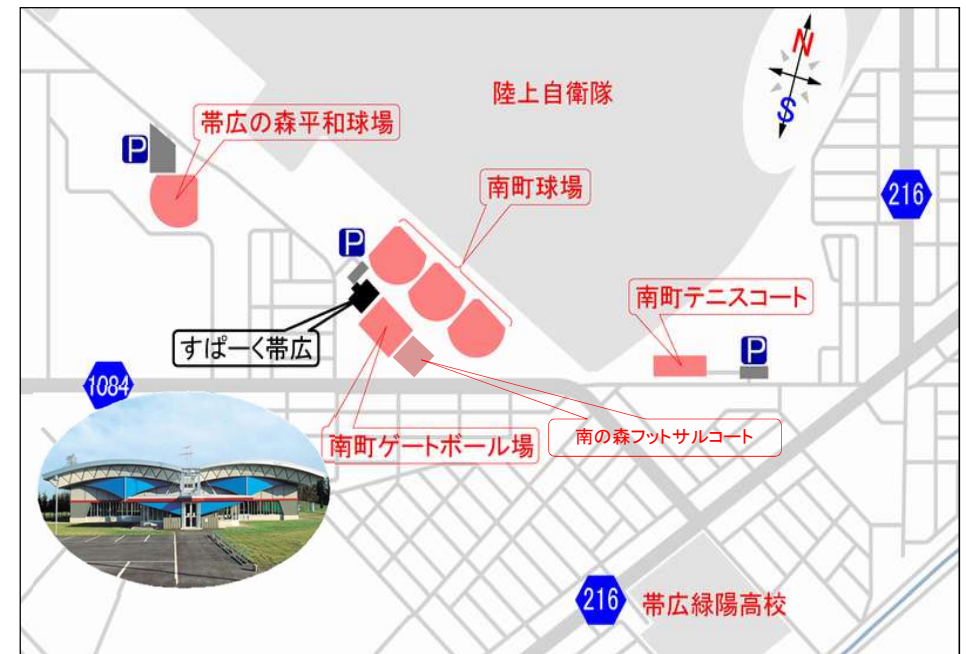 N
S
陸上自衛隊
帯広の森平和球場
P
南町球場
216
P
南町テニスコート
P
すぱーく帯広
1084
南町ゲートボール場
南の森フットサルコート
216
帯広緑陽高校